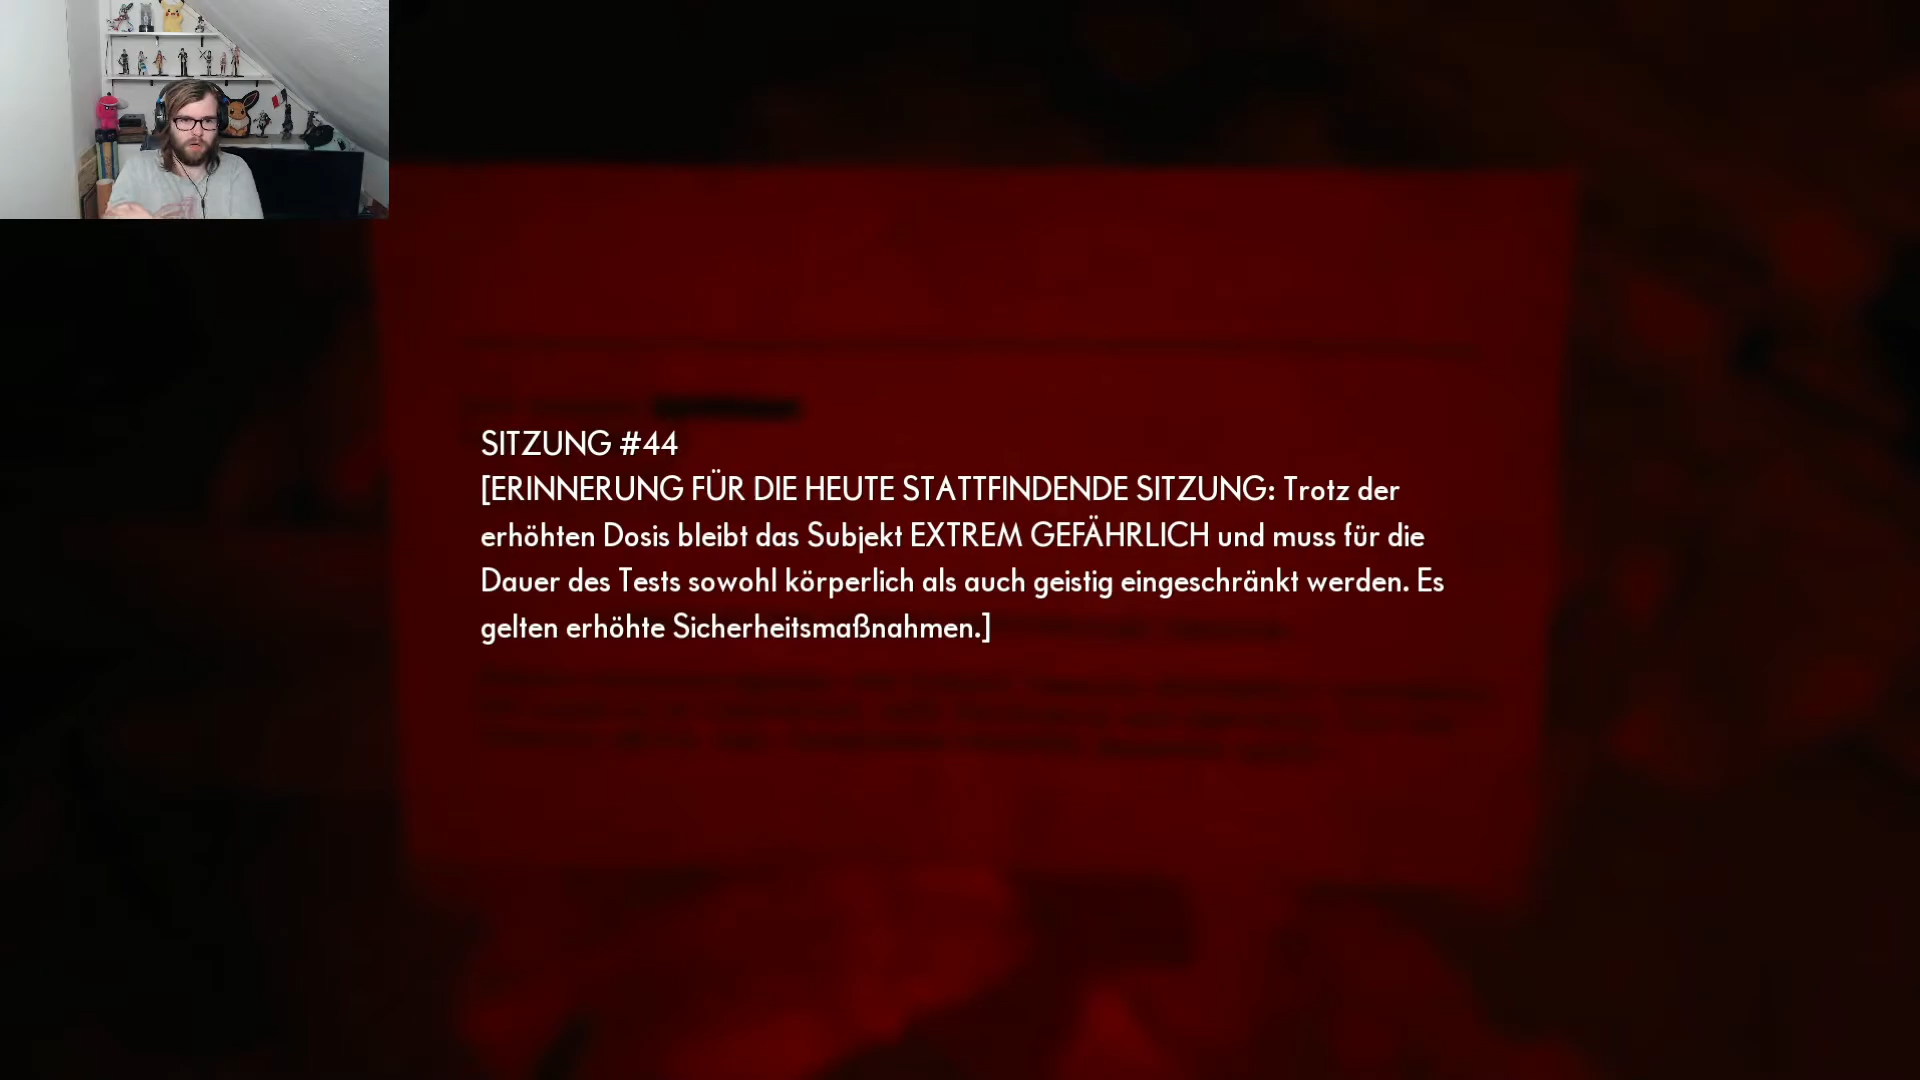 SITZUNG #44
[ERINNERUNG FÜR DIE HEUTE STATTFINDENDE SITZUNG: Trotz der
erhöhten Dosis bleibt das Subjekt EXTREM GEFÄHRLICH und muss für die
Dauer des Tests sowohl körperlich als auch geistig eingeschränkt werden. Es
gelten erhöhte Sicherheitsmaßnahmen.]